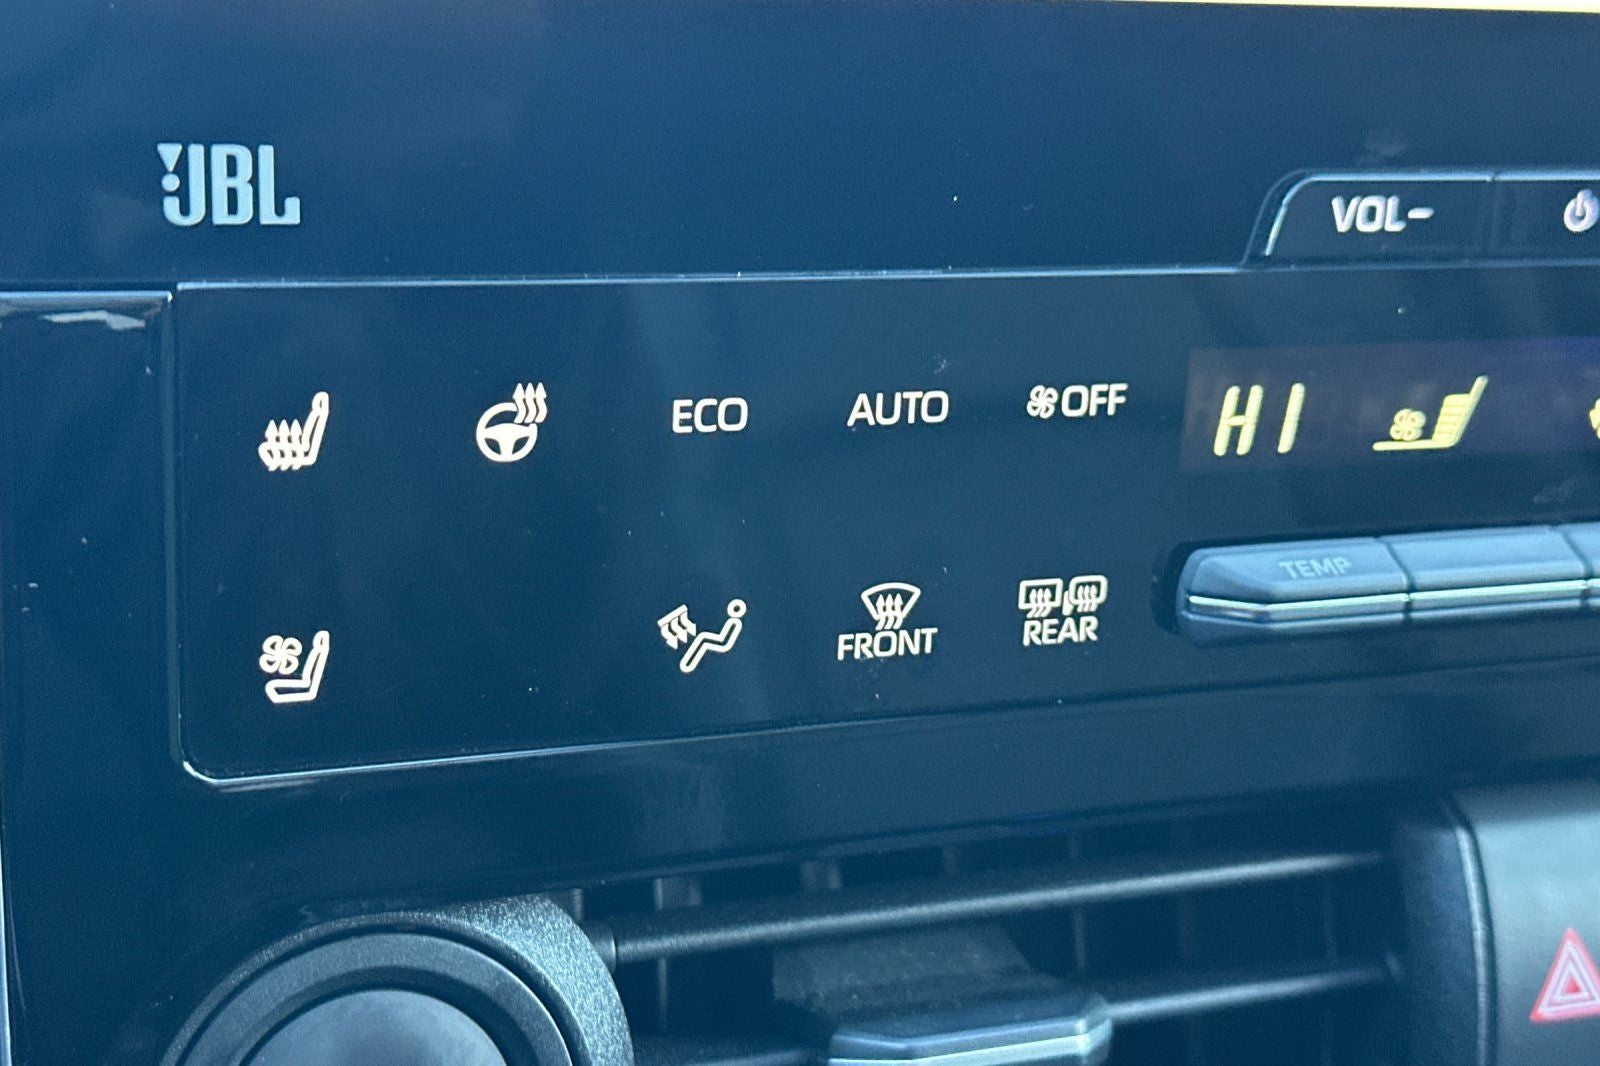 JBL
VOL-
ECO
AUTO
OFF
HI
TEMP
FRONT
REAR